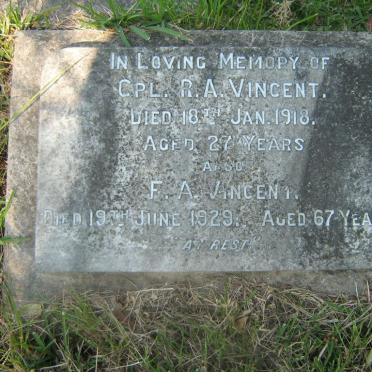 In Loving Memory of
Cpl. R.A. Vincent.
Died 18th Jan. 1918.
Aged 27 Years
Also
F. A. Vincent.
Died 19th June 1929. Aged 67 Yea
At Rest